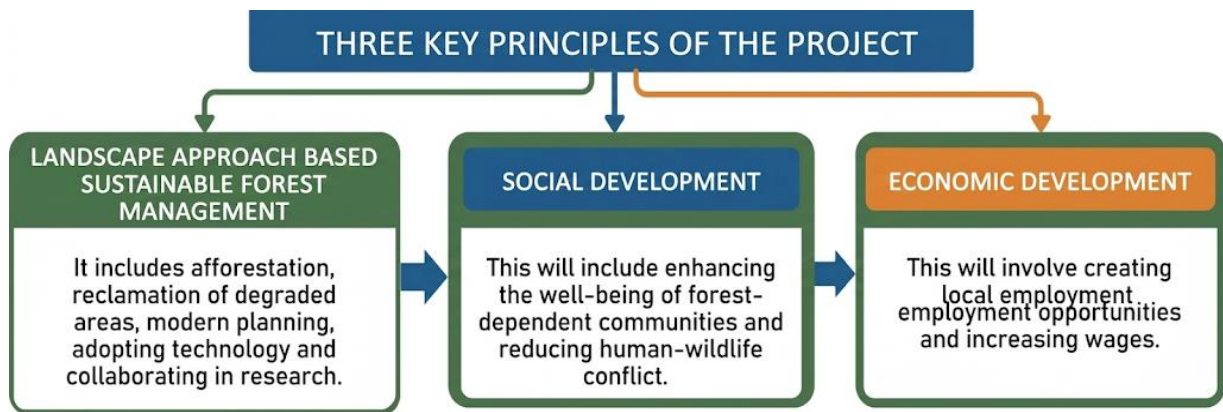 THREE KEY PRINCIPLES OF THE PROJECT
LANDSCAPE APPROACH BASED
SUSTAINABLE FOREST
MANAGEMENT
It includes afforestation,
reclamation of degraded
areas, modern planning,
adopting technology and
collaborating in research.
SOCIAL DEVELOPMENT
This will include enhancing
the well-being of forest-
dependent communities and
reducing human-wildlife
conflict.
ECONOMIC DEVELOPMENT
This will involve creating
local employment
employment opportunities
and increasing wages.